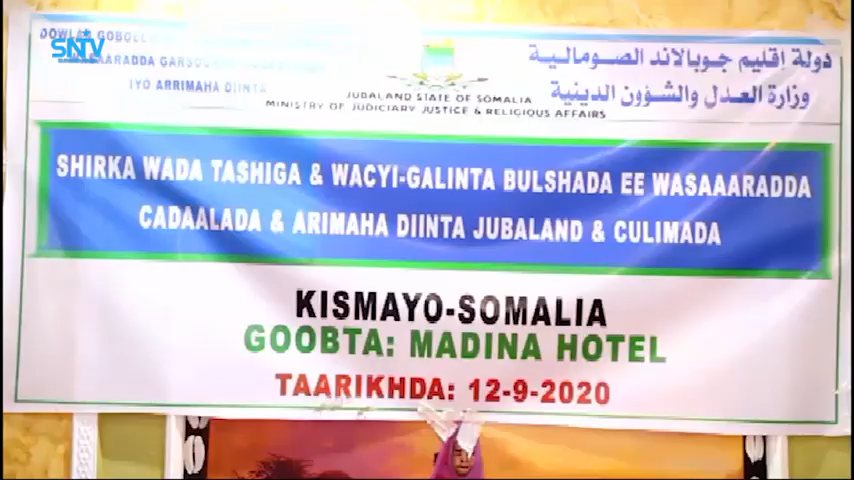 SNTV
DOWLAD GOBOLEED
دولة اقليم جوبالاند الصومالية
WASAARADDA GARSOORKA
IYO ARRIMAHA DIINTA
وزارة العدل والشؤون الدينية
JUBALAND STATE OF SOMALIA
MINISTRY OF JUDICIARY JUSTICE & RELIGIOUS AFFAIRS
SHIRKA WADA TASHIGA & WACYI-GALINTA BULSHADA EE WASAAARADDA
CADAALADA & ARIMAHA DIINTA JUBALAND & CULIMADA
KISMAYO-SOMALIA
GOOBTA: MADINA HOTEL
TAARIKHDA: 12-9-2020